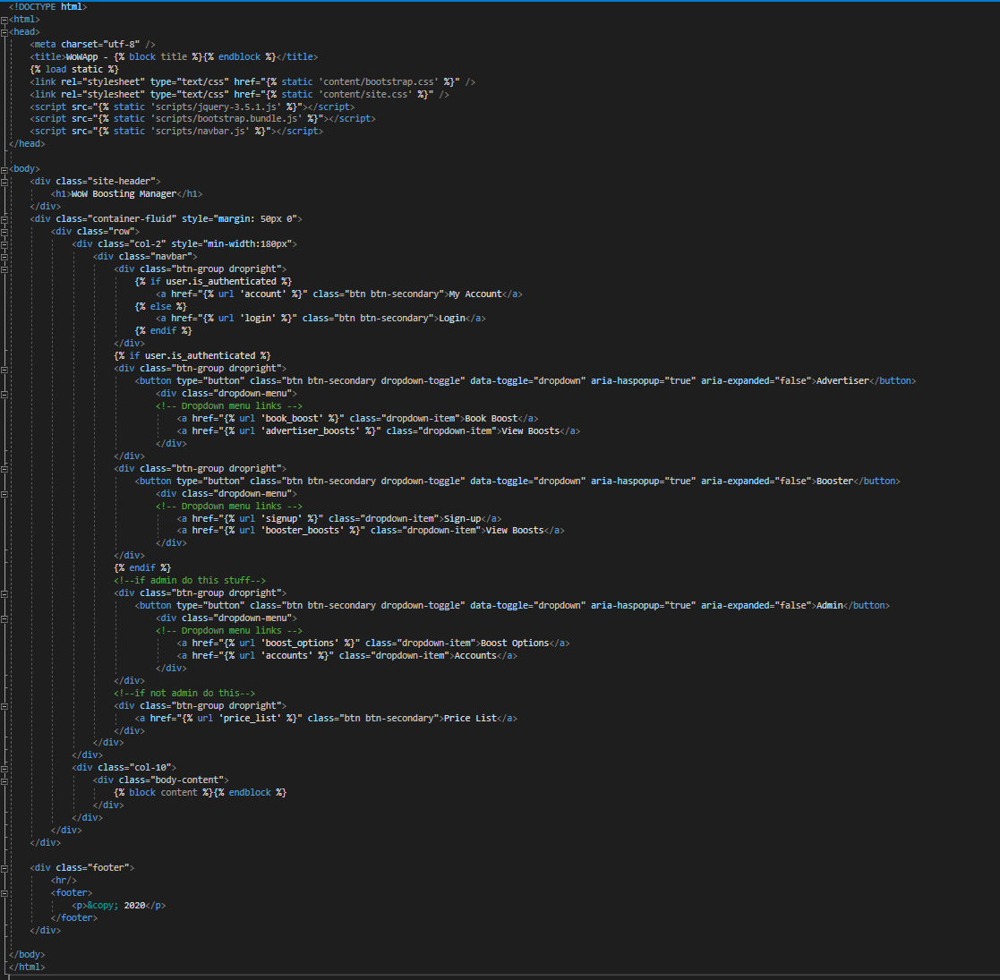 <!DOCTYPE html>
<html>
<head>
<meta charset="utf-8" />
<title>WoWApp - {% block title %}{% endblock %}</title>
{% load static %}
<link rel="stylesheet" type="text/css" href="{% static 'content/bootstrap.css' %}" />
<link rel="stylesheet" type="text/css" href="{% static 'content/site.css' %}" />
<script src="{% static 'scripts/jquery-3.5.1.js' %}"></script>
<script src="{% static 'scripts/bootstrap.bundle.js' %}"></script>
<script src="{% static 'scripts/navbar.js' %}"></script>
</head>
<body>
<div class="site-header">
<h1>WoW Boosting Manager</h1>
</div>
<div class="container-fluid" style="margin: 50px 0">
<div class="row">
<div class="col-2" style="min-width:180px">
<div class="navbar">
<div class="btn-group dropright">
{% if user.is_authenticated %}
<a href="{% url 'account' %}" class="btn btn-secondary">My Account</a>
{% else %}
<a href="{% url 'login' %}" class="btn btn-secondary">Login</a>
{% endif %}
</div>
{% if user.is_authenticated %}
<div class="btn-group dropright">
<button type="button" class="btn btn-secondary dropdown-toggle" data-toggle="dropdown" aria-haspopup="true" aria-expanded="false">Advertiser</button>
<div class="dropdown-menu">
<!-- Dropdown menu links -->
<a href="{% url 'book_boost' %}" class="dropdown-item">Book Boost</a>
<a href="{% url 'advertiser_boosts' %}" class="dropdown-item">View Boosts</a>
</div>
</div>
<div class="btn-group dropright">
<button type="button" class="btn btn-secondary dropdown-toggle" data-toggle="dropdown" aria-haspopup="true" aria-expanded="false">Booster</button>
<div class="dropdown-menu">
<!-- Dropdown menu links -->
<a href="{% url 'signup' %}" class="dropdown-item">Sign-up</a>
<a href="{% url 'booster_boosts' %}" class="dropdown-item">View Boosts</a>
</div>
</div>
{% endif %}
<!--if admin do this stuff-->
<div class="btn-group dropright">
<button type="button" class="btn btn-secondary dropdown-toggle" data-toggle="dropdown" aria-haspopup="true" aria-expanded="false">Admin</button>
<div class="dropdown-menu">
<!-- Dropdown menu links -->
<a href="{% url 'boost_options' %}" class="dropdown-item">Boost Options</a>
<a href="{% url 'accounts' %}" class="dropdown-item">Accounts</a>
</div>
</div>
<!--if not admin do this-->
<div class="btn-group dropright">
<a href="{% url 'price_list' %}" class="btn btn-secondary">Price List</a>
</div>
</div>
</div>
<div class="col-10">
<div class="body-content">
{% block content %}{% endblock %}
</div>
</div>
</div>
</div>
<div class="footer">
<hr/>
<footer>
<p>&copy; 2020</p>
</footer>
</div>
</body>
</html>